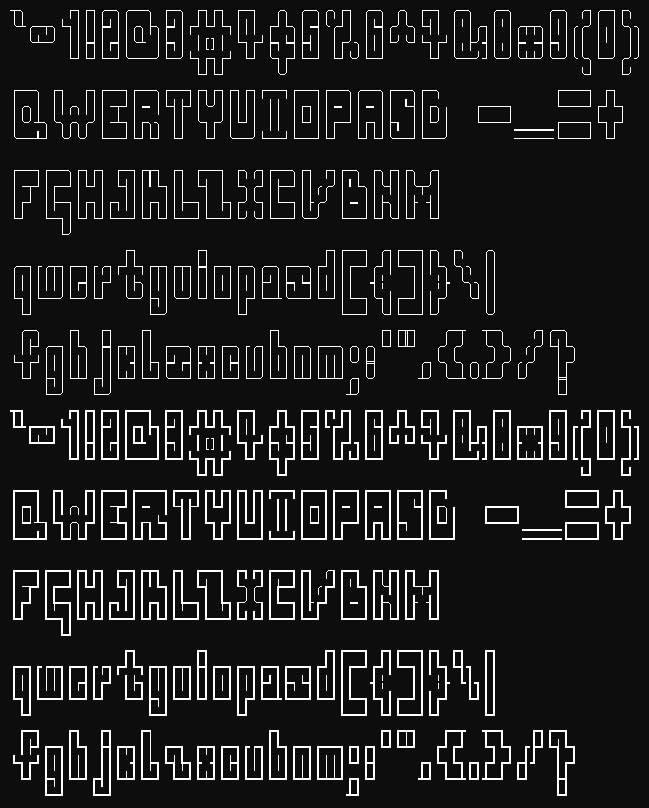 `~1!2@3#4$5%6^7&8*9(0)
QWERTYUIOPASD -_=+
FGHJKLZXCVBNM
qwertyuiopasd[{]}\|
fghjklzxcvbnm;:'",<.>/?
`~1!2@3#4$5%6^7&8*9(0)
QWERTYUIOPASD -_=+
FGHJKLZXCVBNM
qwertyuiopasd[{]}\|
fghjklzxcvbnm;:'",<.>/?